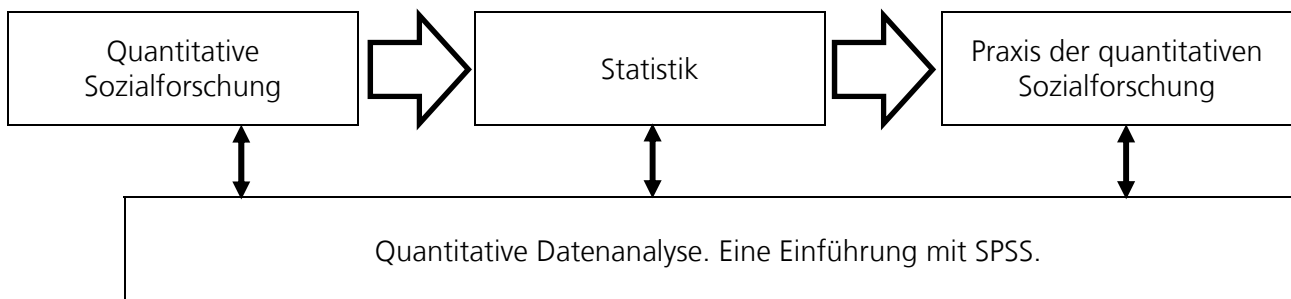 Quantitative
Sozialforschung
Statistik
Praxis der quantitativen
Sozialforschung
Quantitative Datenanalyse. Eine Einführung mit SPSS.